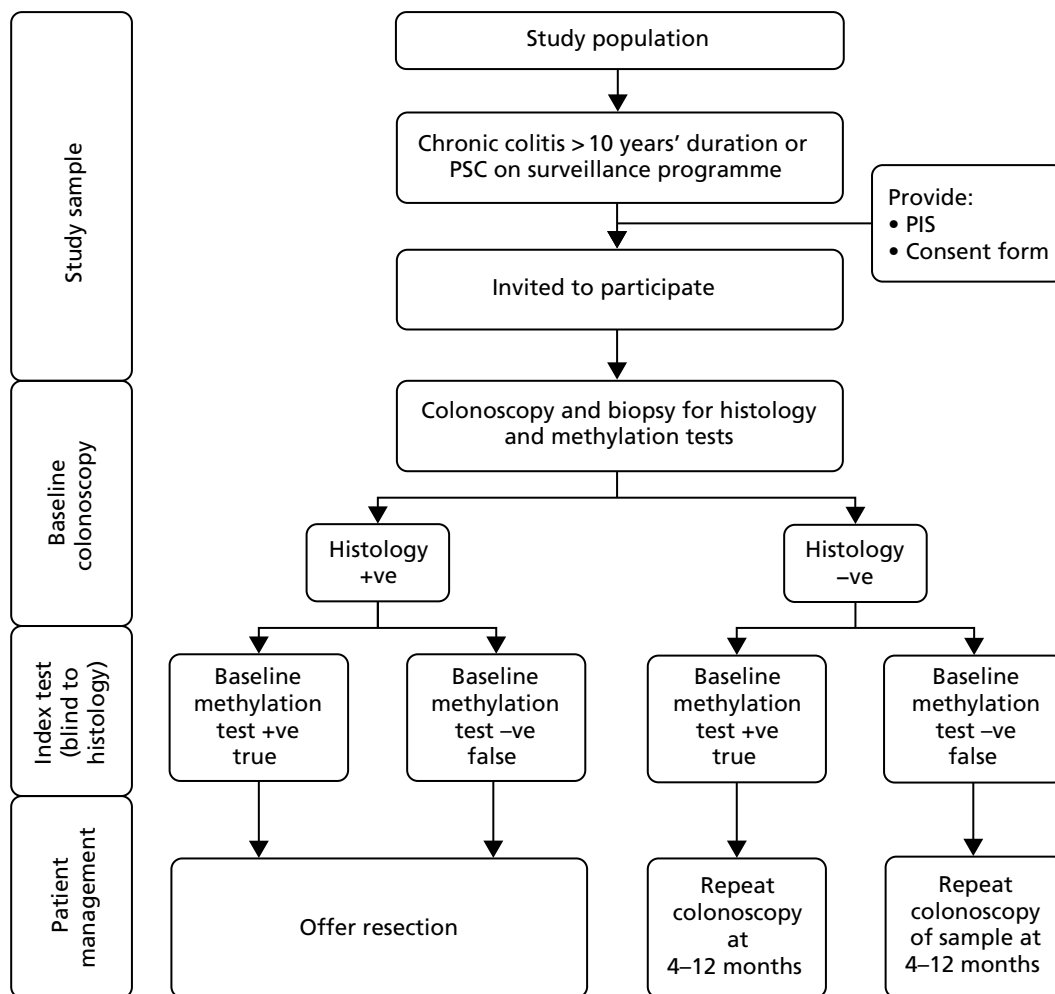 Study sample
Study population
Chronic colitis > 10 years' duration or
PSC on surveillance programme
Provide:
• PIS
• Consent form
Invited to participate
Baseline
colonoscopy
Colonoscopy and biopsy for histology
and methylation tests
Histology
+ve
Histology
–ve
Index test
(blind to
histology)
Baseline
methylation
test +ve
true
Baseline
methylation
test –ve
false
Baseline
methylation
test +ve
true
Baseline
methylation
test –ve
false
Patient
management
Offer resection
Repeat
colonoscopy
at
4–12 months
Repeat
colonoscopy
of sample at
4–12 months